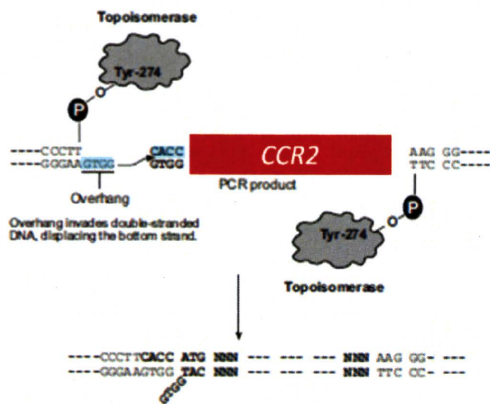 Topoisomerase
Tyr-274
O
P
----CCCTT
----GGGAAGTGG
CACC
GTGG
CCR2
AAG GG----
TTC CC----
Overhang
PCR product
Overhang invades double-stranded
DNA, displacing the bottom strand.
P
O
Tyr-274
Topoisomerase
----CCCTTCACC ATG NNN --- --- --- NNN AAG GG- ---
----GGGAAGTGG TAC NNN --- --- --- NNN TTC CC- ---
GTGG